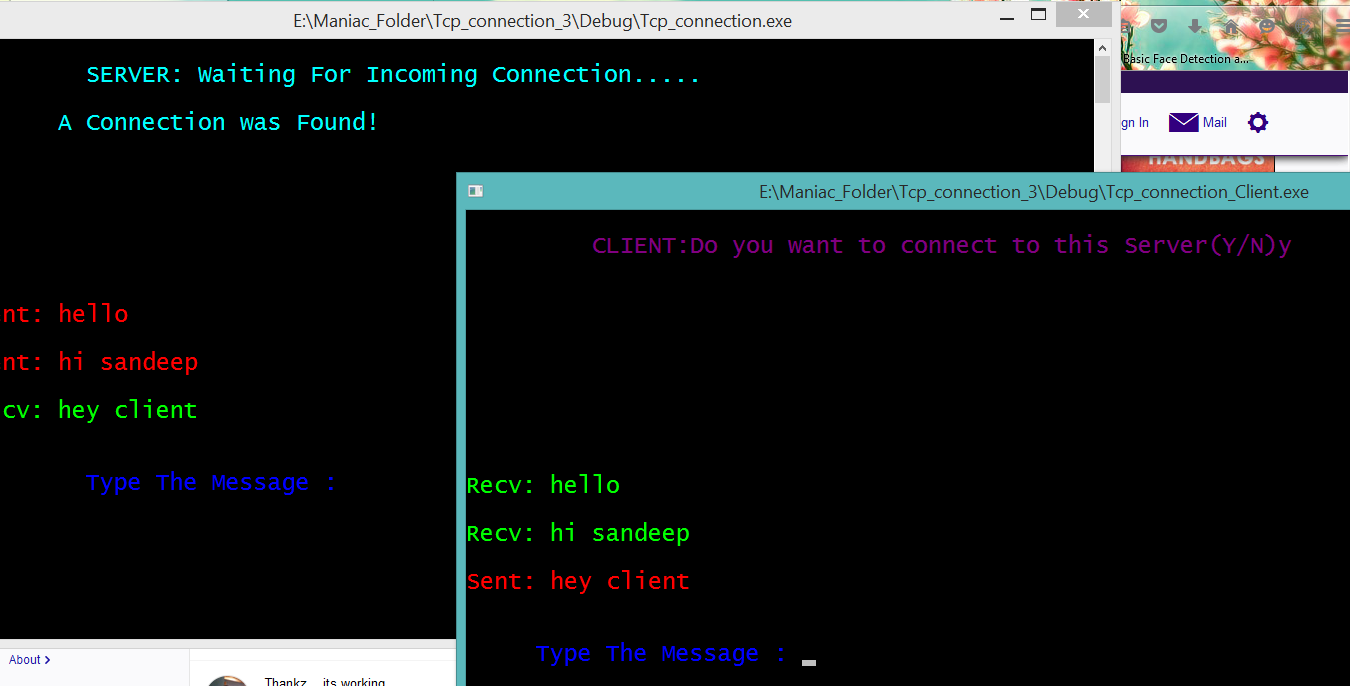 E:\Maniac_Folder\Tcp_connection_3\Debug\Tcp_connection.exe
SERVER: Waiting For Incoming Connection.....
A Connection was Found!
nt: hello
nt: hi sandeep
cv: hey client
Type The Message :
Basic Face Detection a...
gn In
Mail
HANDBAGS
E:\Maniac_Folder\Tcp_connection_3\Debug\Tcp_connection_Client.exe
CLIENT:Do you want to connect to this Server(Y/N)y
Recv: hello
Recv: hi sandeep
Sent: hey client
Type The Message :
About
Thankz... its working